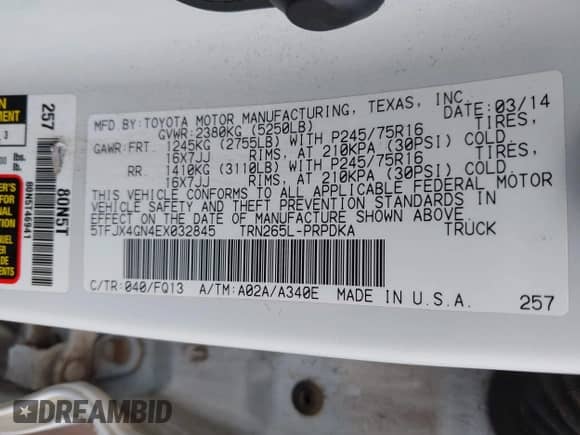 MFD.BY:TOYOTA MOTOR MANUFACTURING, TEXAS, INC. DATE:03/14
GVWR:2380KG (5250LB)
GAWR:FRT 1245KG (2755LB) WITH P245/75R16 TIRES,
16X7JJ RIMS, AT 210KPA (30PSI) COLD
RR 1410KG (3110LB) WITH P245/75R16 TIRES,
16X7JJ RIMS, AT 210KPA (30PSI) COLD
THIS VEHICLE CONFORMS TO ALL APPLICABLE FEDERAL MOTOR
VEHICLE SAFETY AND THEFT PREVENTION STANDARDS IN
EFFECT ON THE DATE OF MANUFACTURE SHOWN ABOVE.
5TFJX4GN4EX032845 TRN265L-PRPDKA TRUCK
C/TR:040/FQ13 A/TM:A02A/A340E MADE IN U.S.A.
257
257
80N5T
80N5T46941
3
lbs
DREAMBID